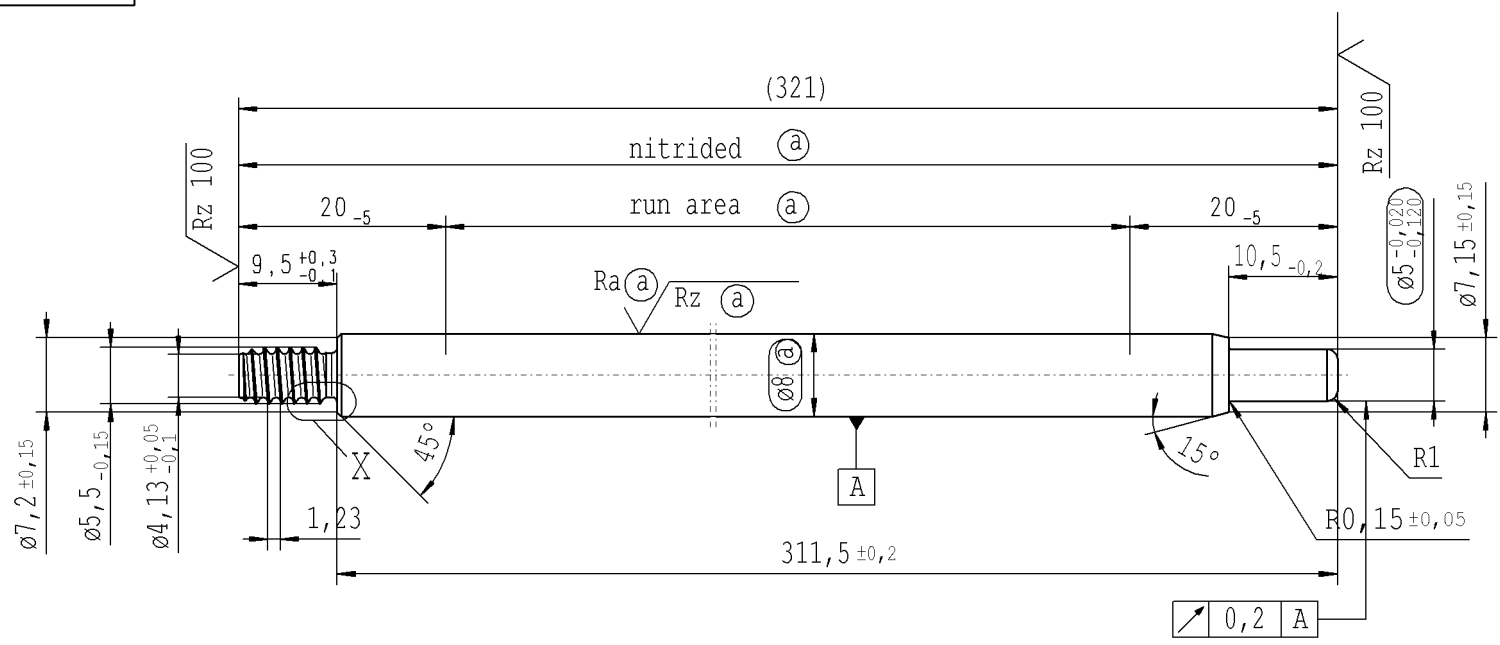 (321)
nitrided ⓐ
Rz 100
Rz 100
20 -5
run area ⓐ
20 -5
9,5 +0,3 -0,1
10,5 -0,2
ø5 -0,020 -0,120
ø7,15 ±0,15
Ra ⓐ
Rz ⓐ
ø8 ⓐ
ø7,2 ±0,15
ø5,5 -0,15
ø4,13 +0,05 -0,1
X
45°
A
15°
R1
1,23
R0,15 ±0,05
311,5 ±0,2
0,2 A